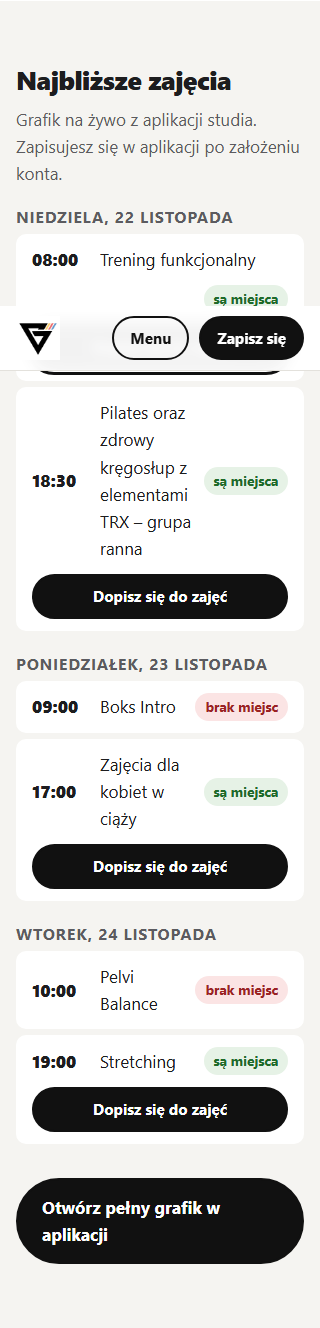 Najbliższe zajęcia
Grafik na żywo z aplikacji studia.
Zapisujesz się w aplikacji po założeniu
konta.
NIEDZIELA, 22 LISTOPADA
08:00 Trening funkcjonalny
są miejsca
Menu Zapisz się
Pilates oraz
zdrowy
kręgosłup z
elementami
TRX – grupa
ranna
18:30
są miejsca
Dopisz się do zajęć
PONIEDZIAŁEK, 23 LISTOPADA
09:00 Boks Intro brak miejsc
Zajęcia dla
kobiet w
ciąży
17:00
są miejsca
Dopisz się do zajęć
WTOREK, 24 LISTOPADA
Pelvi
Balance
10:00
brak miejsc
19:00 Stretching są miejsca
Dopisz się do zajęć
Otwórz pełny grafik w
aplikacji